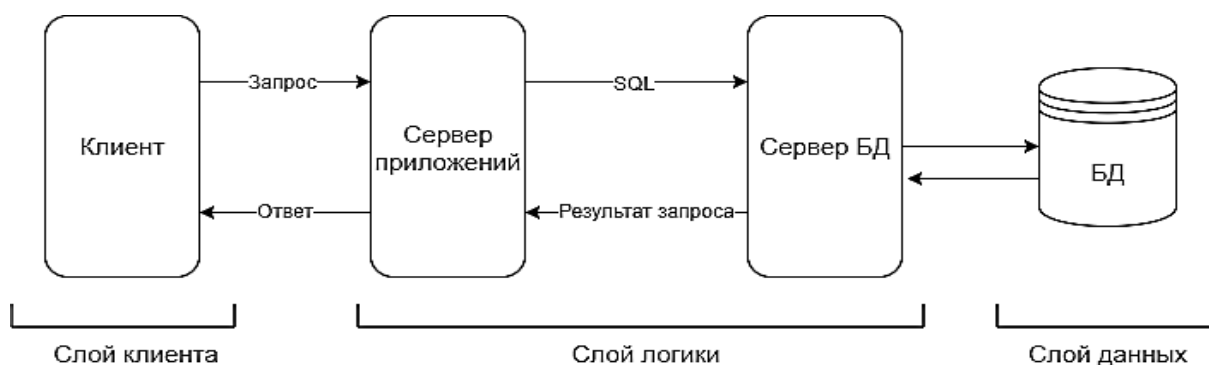 Запрос
SQL
Клиент
Сервер
приложений
Сервер БД
БД
Ответ
Результат запроса
Слой клиента
Слой логики
Слой данных